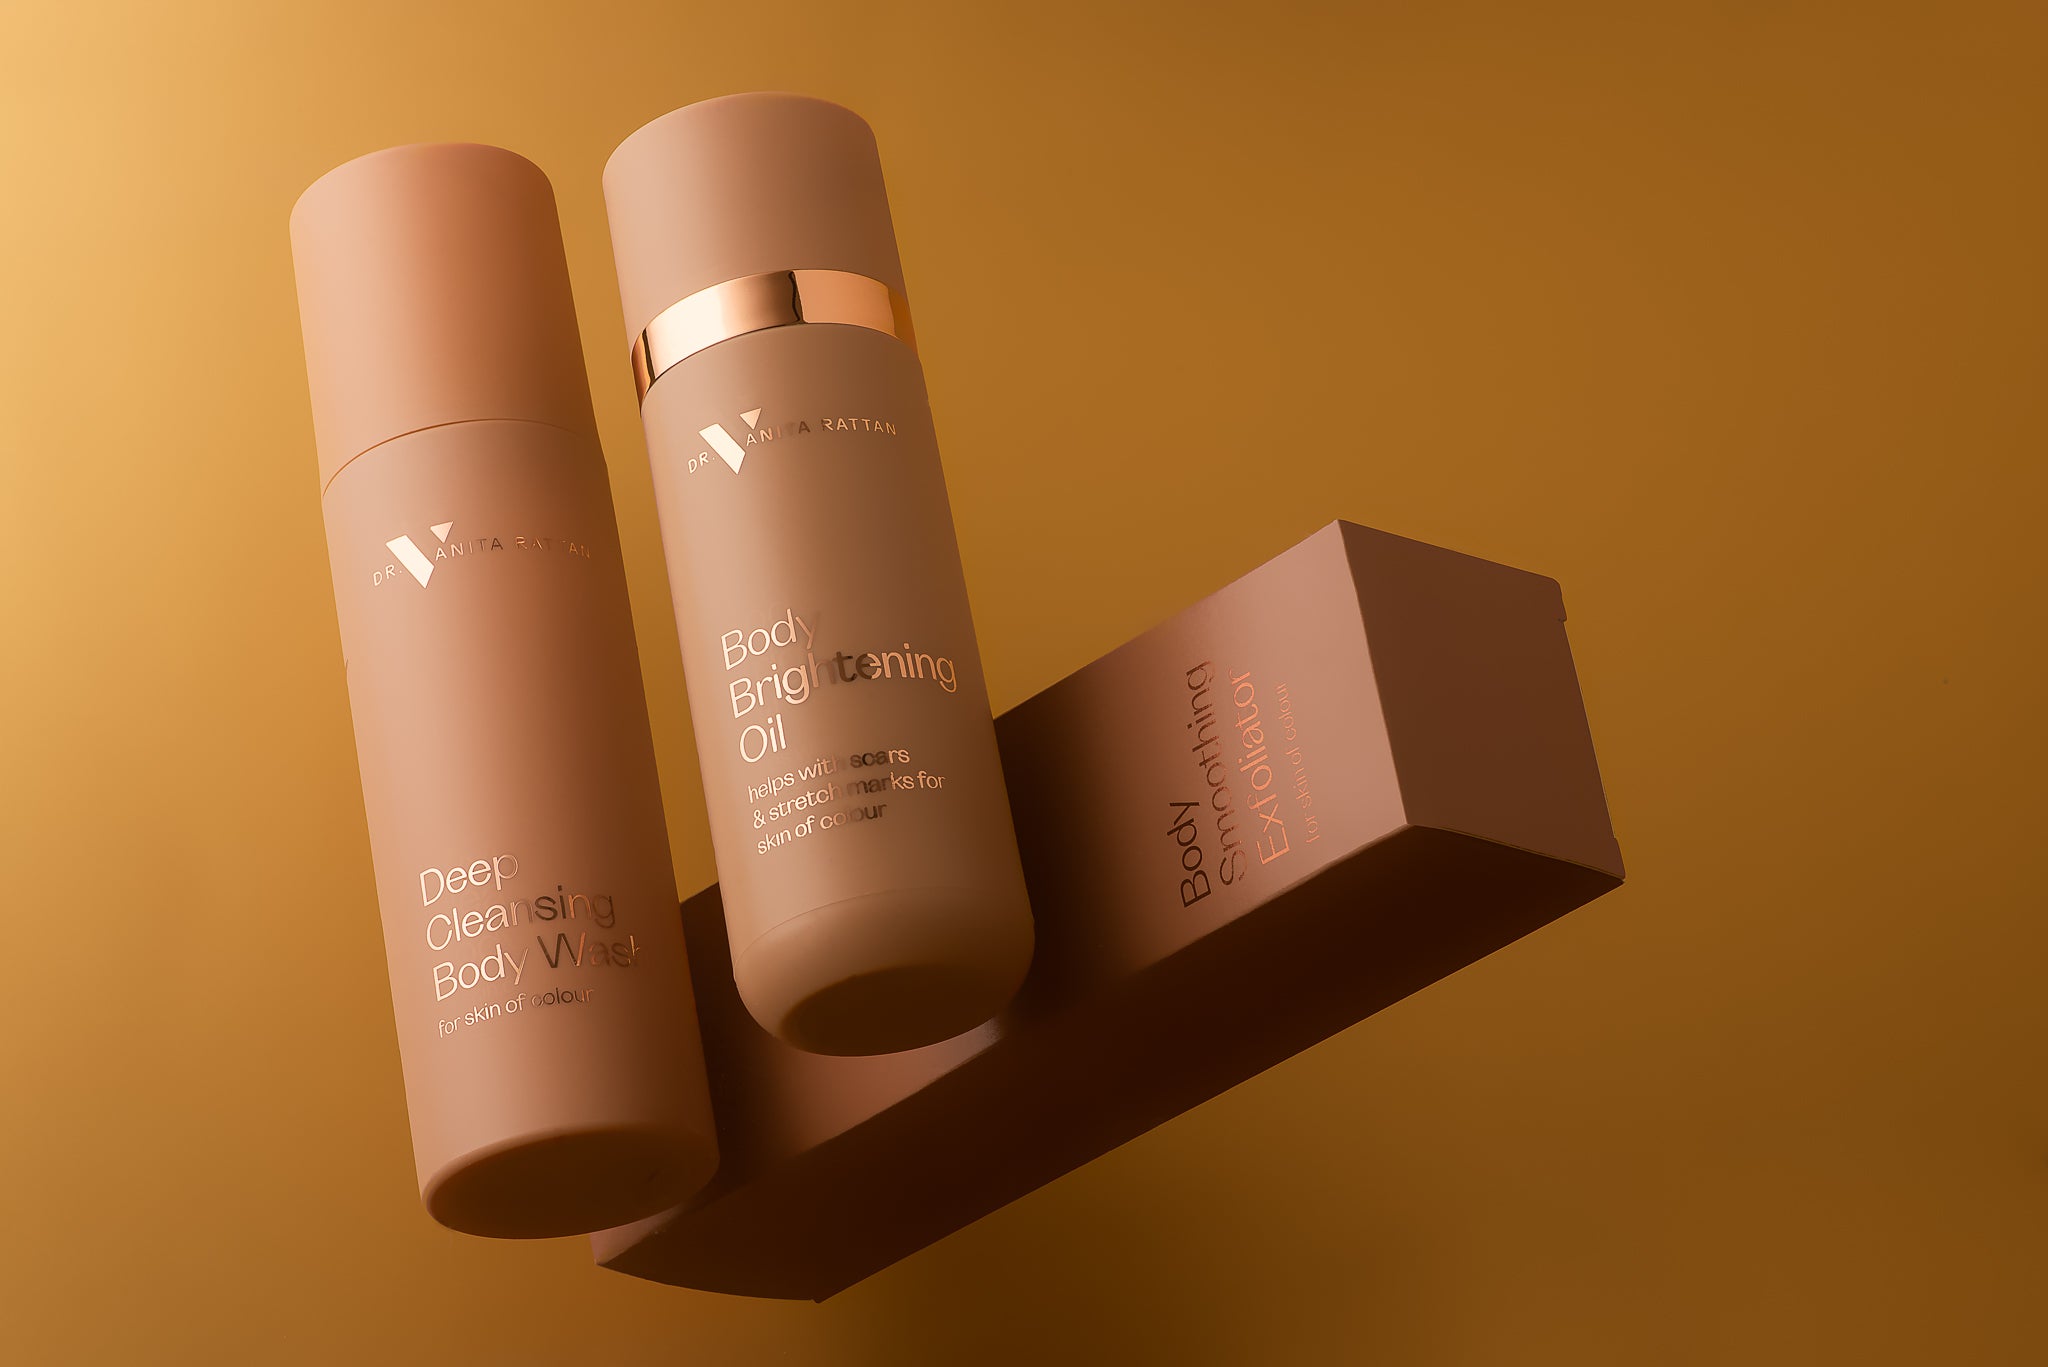 DR. VANITA RATTAN
Deep
Cleansing
Body Wash
for skin of colour
DR. VANITA RATTAN
Body
Brightening
Oil
helps with scars
& stretch marks for
skin of colour
Body
Smoothing
Exfoliator
for skin of colour